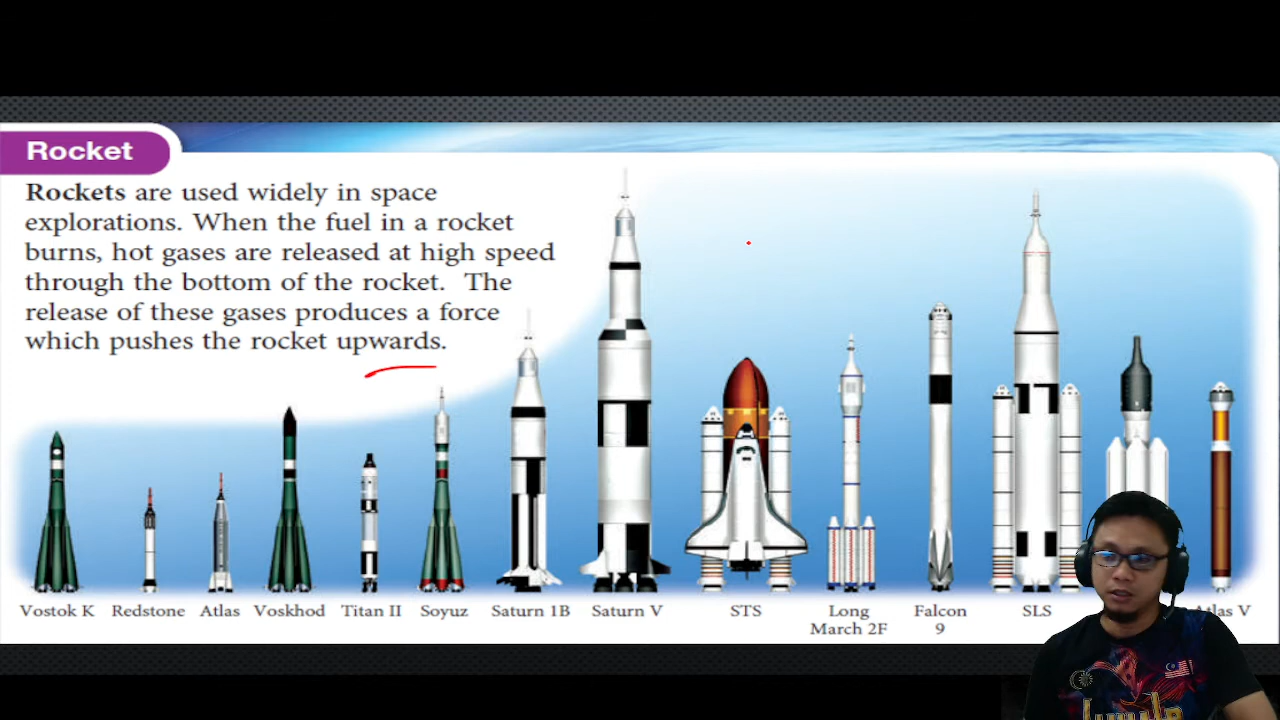 Rocket
Rockets are used widely in space
explorations. When the fuel in a rocket
burns, hot gases are released at high speed
through the bottom of the rocket. The
release of these gases produces a force
which pushes the rocket upwards.
Vostok K Redstone Atlas Voskhod Titan II Soyuz Saturn 1B Saturn V STS Long Falcon SLS Atlas V
March 2F 9